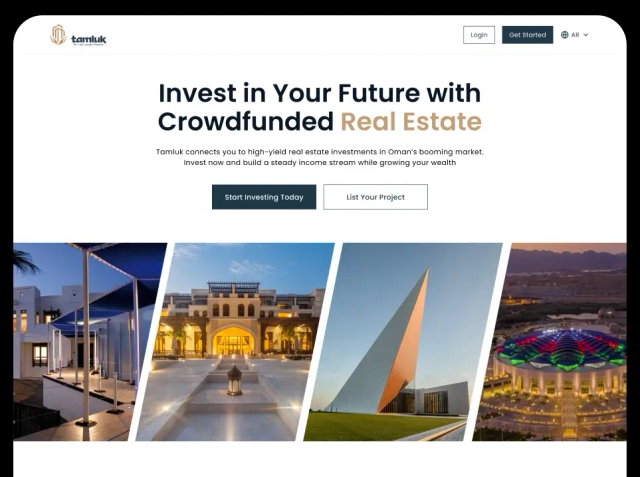 tamluk
Login
Get Started
AR
Invest in Your Future with
Crowdfunded Real Estate
Tamluk connects you to high-yield real estate investments in Oman's booming market.
Invest now and build a steady income stream while growing your wealth
Start Investing Today
List Your Project